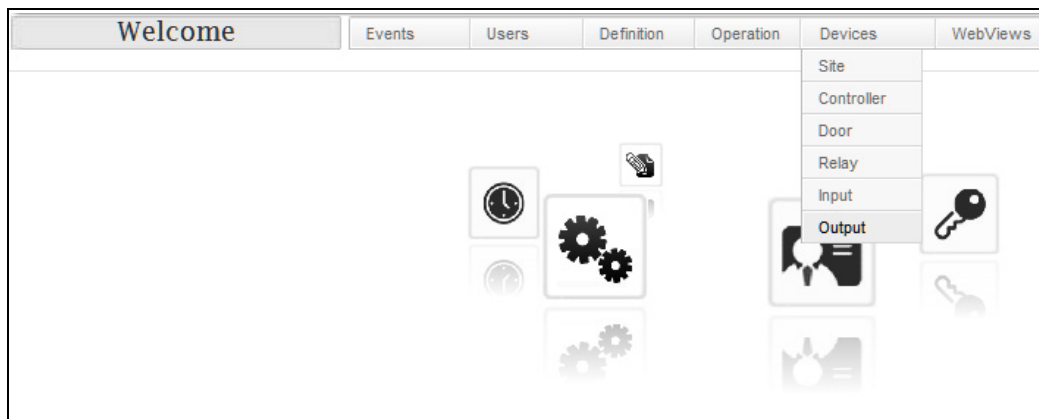 Welcome Events Users Definition Operation Devices WebViews
Site
Controller
Door
Relay
Input
Output